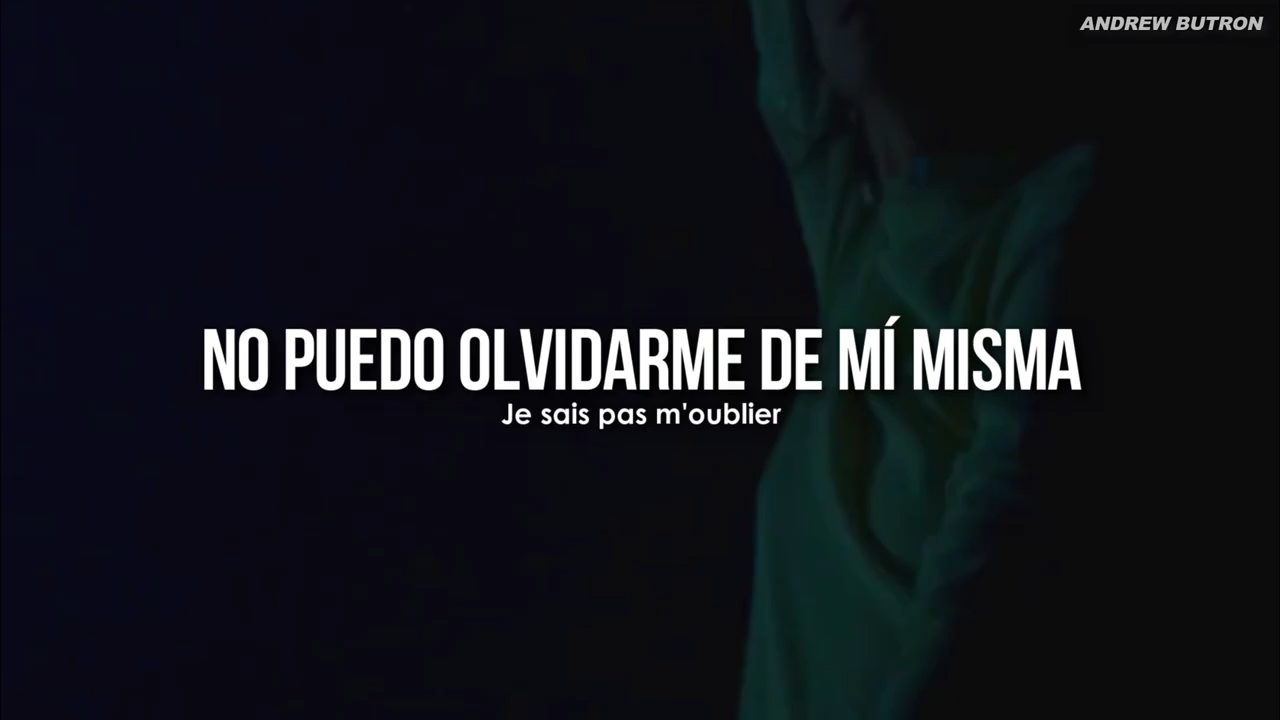 ANDREW BUTRON
NO PUEDO OLVIDARME DE MÍ MISMA
Je sais pas m'oublier